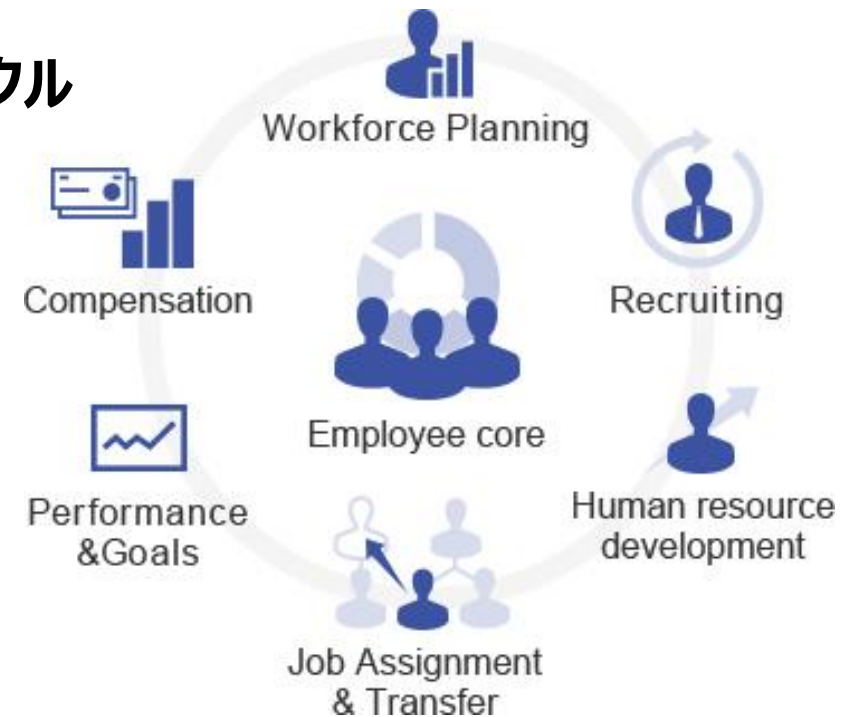 クル
Workforce Planning
Compensation
Recruiting
Employee core
Performance
&Goals
Human resource
development
Job Assignment
& Transfer